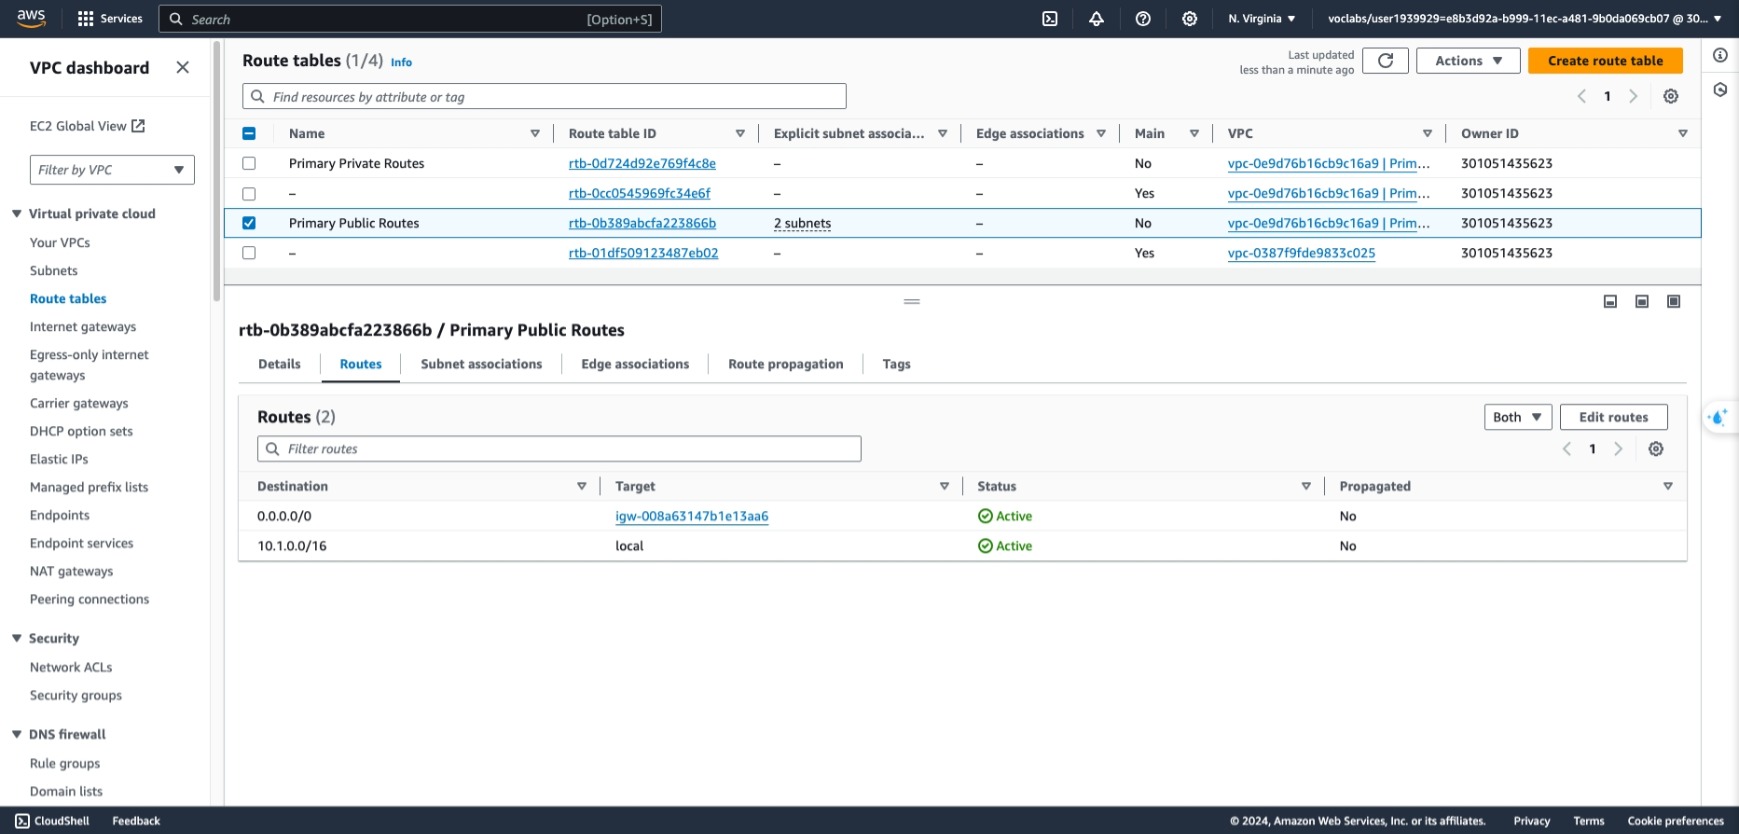 aws
Services
Search
[Option+S]
N. Virginia ▼
voclabs/user1939929=e8b3d92a-b999-11ec-a481-9b0da069cb07 @ 30... ▼
VPC dashboard
EC2 Global View
Filter by VPC
Virtual private cloud
Your VPCs
Subnets
Route tables
Internet gateways
Egress-only internet
gateways
Carrier gateways
DHCP option sets
Elastic IPs
Managed prefix lists
Endpoints
Endpoint services
NAT gateways
Peering connections
Security
Network ACLs
Security groups
DNS firewall
Rule groups
Domain lists
Route tables (1/4) Info
Last updated
less than a minute ago
Actions
Create route table
Find resources by attribute or tag
1
Name Route table ID Explicit subnet associa... Edge associations Main VPC Owner ID
Primary Private Routes rtb-0d724d92e769f4c8e – – No vpc-0e9d76b16cb9c16a9 | Prim... 301051435623
– rtb-0cc0545969fc34e6f – – Yes vpc-0e9d76b16cb9c16a9 | Prim... 301051435623
Primary Public Routes rtb-0b389abcfa223866b 2 subnets – No vpc-0e9d76b16cb9c16a9 | Prim... 301051435623
– rtb-01df509123487eb02 – – Yes vpc-0387f9fde9833c025 301051435623
rtb-0b389abcfa223866b / Primary Public Routes
Details Routes Subnet associations Edge associations Route propagation Tags
Routes (2)
Both
Edit routes
Filter routes
1
Destination Target Status Propagated
0.0.0.0/0 igw-008a63147b1e13aa6 Active No
10.1.0.0/16 local Active No
CloudShell Feedback
© 2024, Amazon Web Services, Inc. or its affiliates. Privacy Terms Cookie preferences